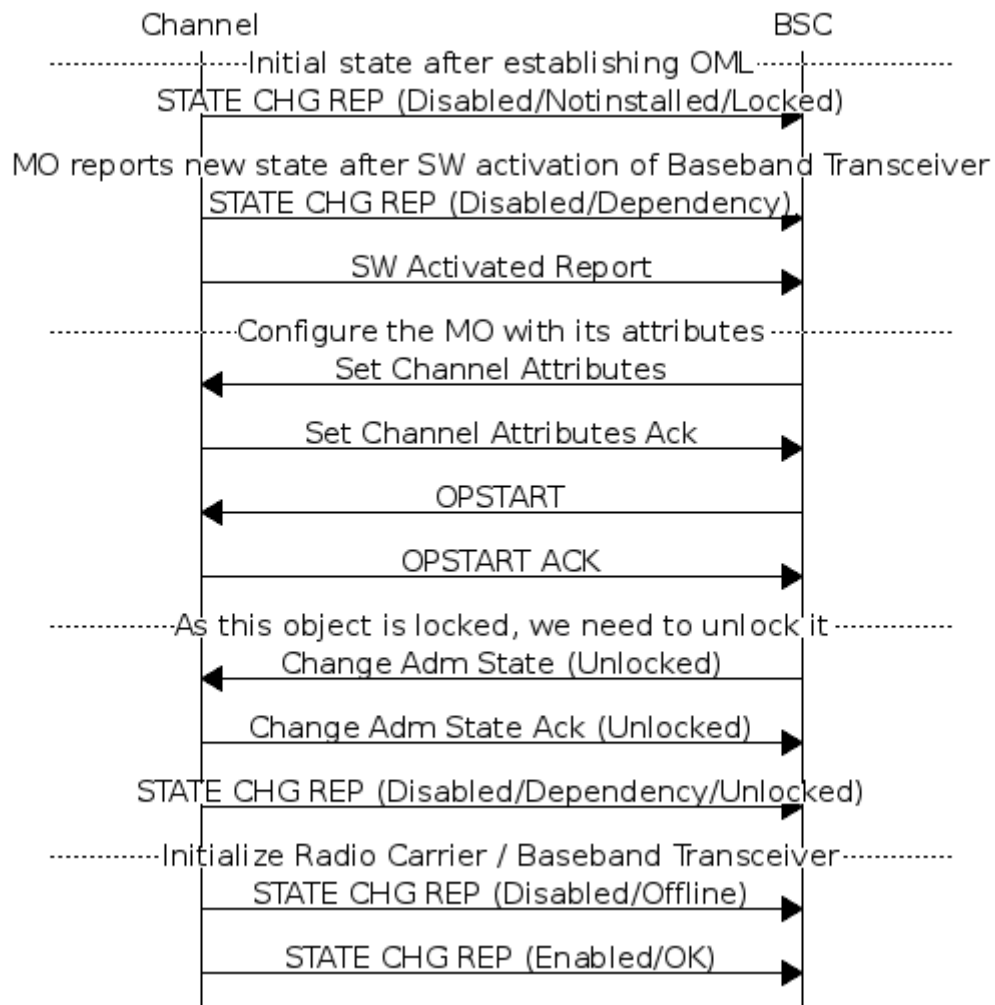 Channel BSC
Initial state after establishing OML
STATE CHG REP (Disabled/Notinstalled/Locked)
MO reports new state after SW activation of Baseband Transceiver
STATE CHG REP (Disabled/Dependency)
SW Activated Report
Configure the MO with its attributes
Set Channel Attributes
Set Channel Attributes Ack
OPSTART
OPSTART ACK
As this object is locked, we need to unlock it
Change Adm State (Unlocked)
Change Adm State Ack (Unlocked)
STATE CHG REP (Disabled/Dependency/Unlocked)
Initialize Radio Carrier / Baseband Transceiver
STATE CHG REP (Disabled/Offline)
STATE CHG REP (Enabled/OK)